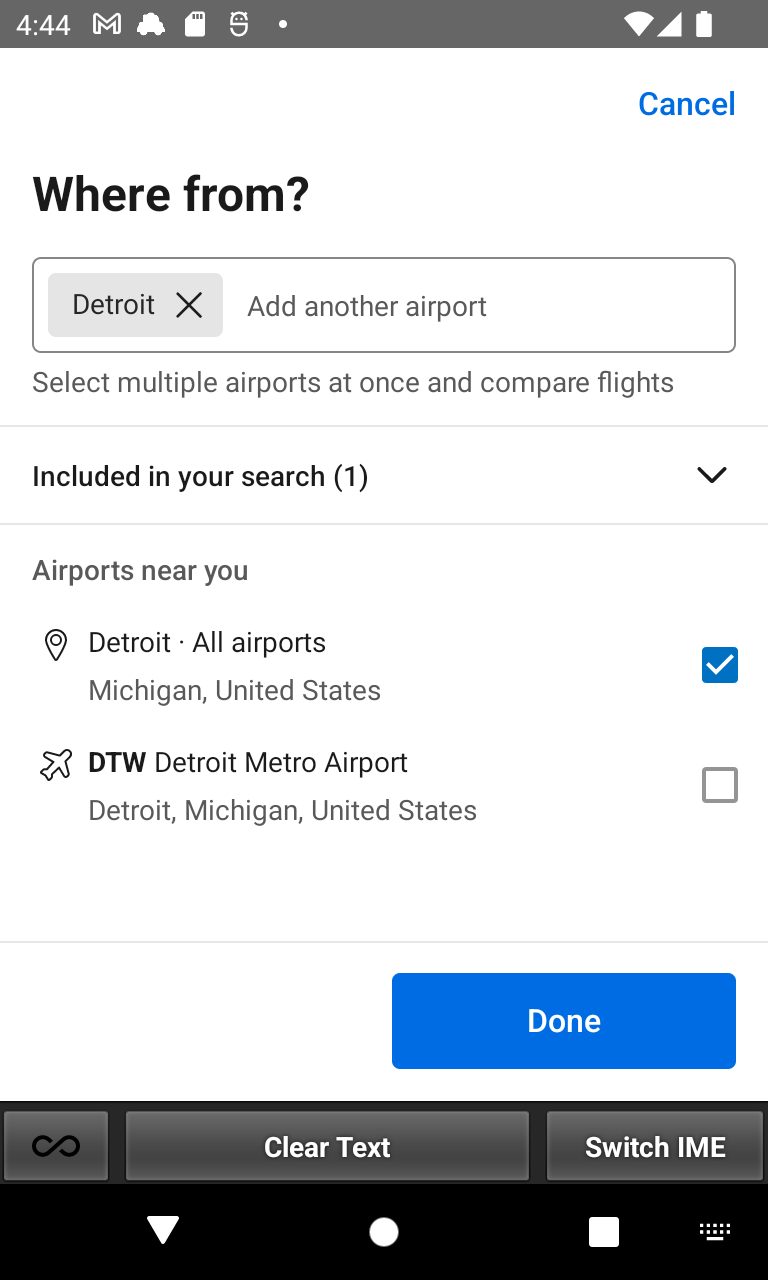 4:44
Cancel
Where from?
Detroit
Add another airport
Select multiple airports at once and compare flights
Included in your search (1)
Airports near you
Detroit · All airports
Michigan, United States
DTW Detroit Metro Airport
Detroit, Michigan, United States
Done
Clear Text
Switch IME